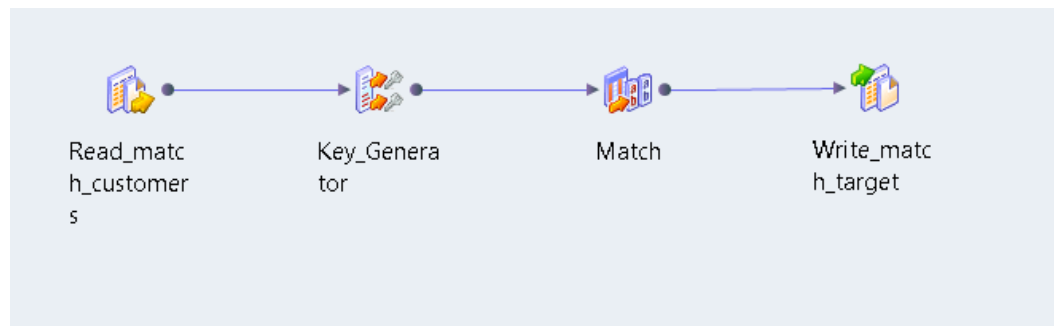 Read_matc
h_customer
s
Key_Genera
tor
Match
Write_matc
h_target